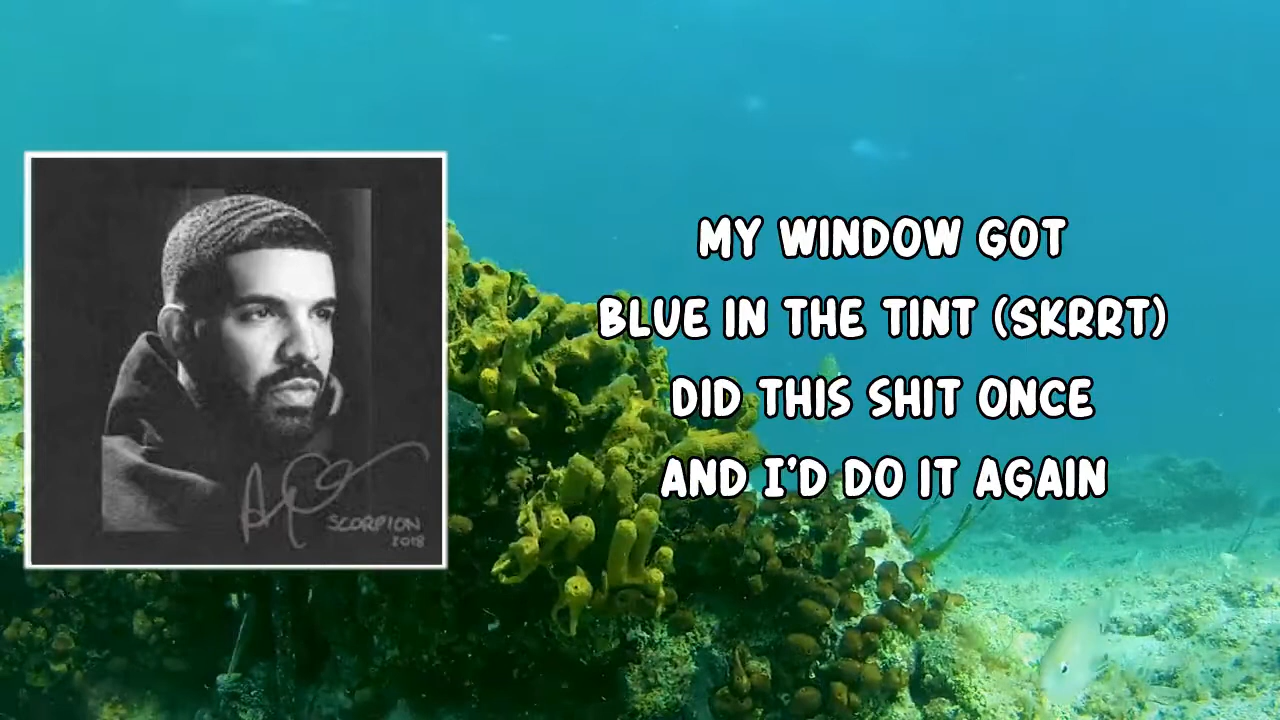 SCORPION
2018
MY WINDOW GOT
BLUE IN THE TINT (SKRRT)
DID THIS SHIT ONCE
AND I'D DO IT AGAIN